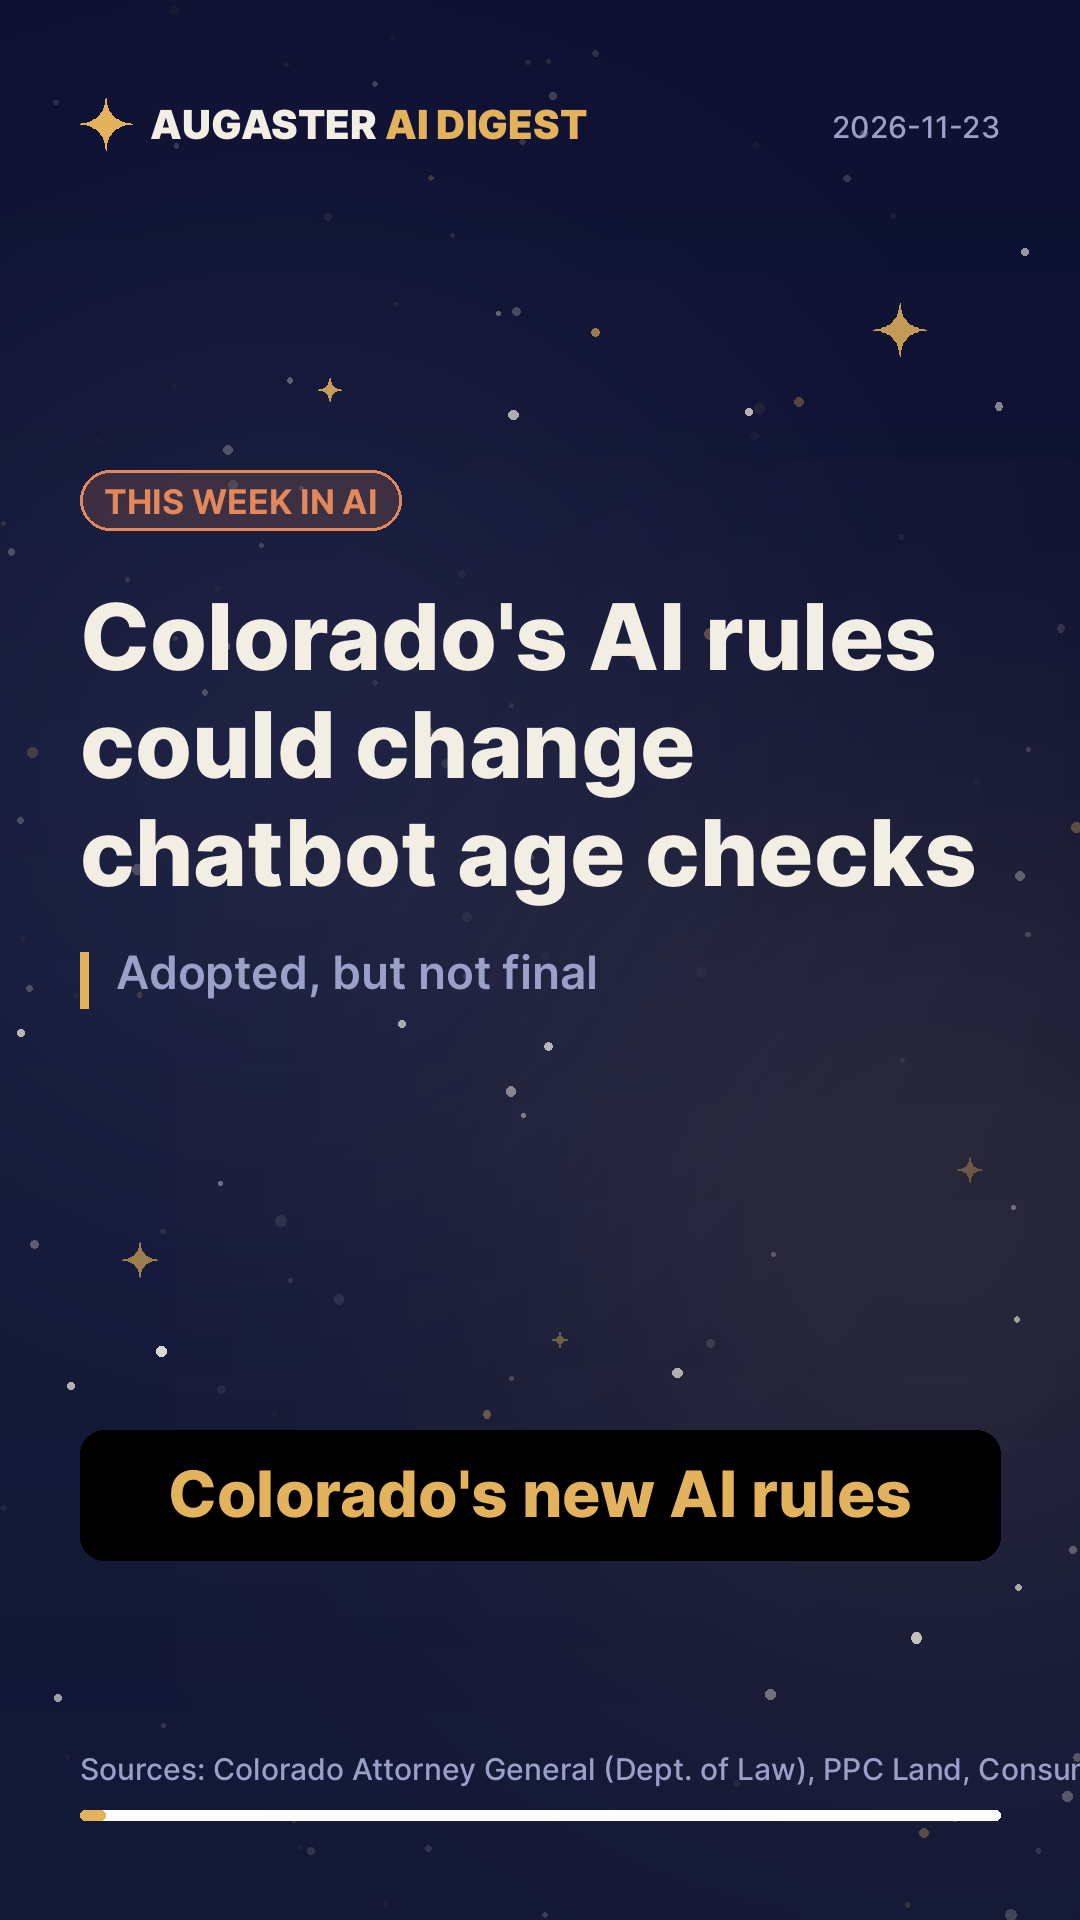 AUGASTER AI DIGEST
2026-11-23
THIS WEEK IN AI
Colorado's AI rules
could change
chatbot age checks
Adopted, but not final
Colorado's new AI rules
Sources: Colorado Attorney General (Dept. of Law), PPC Land,